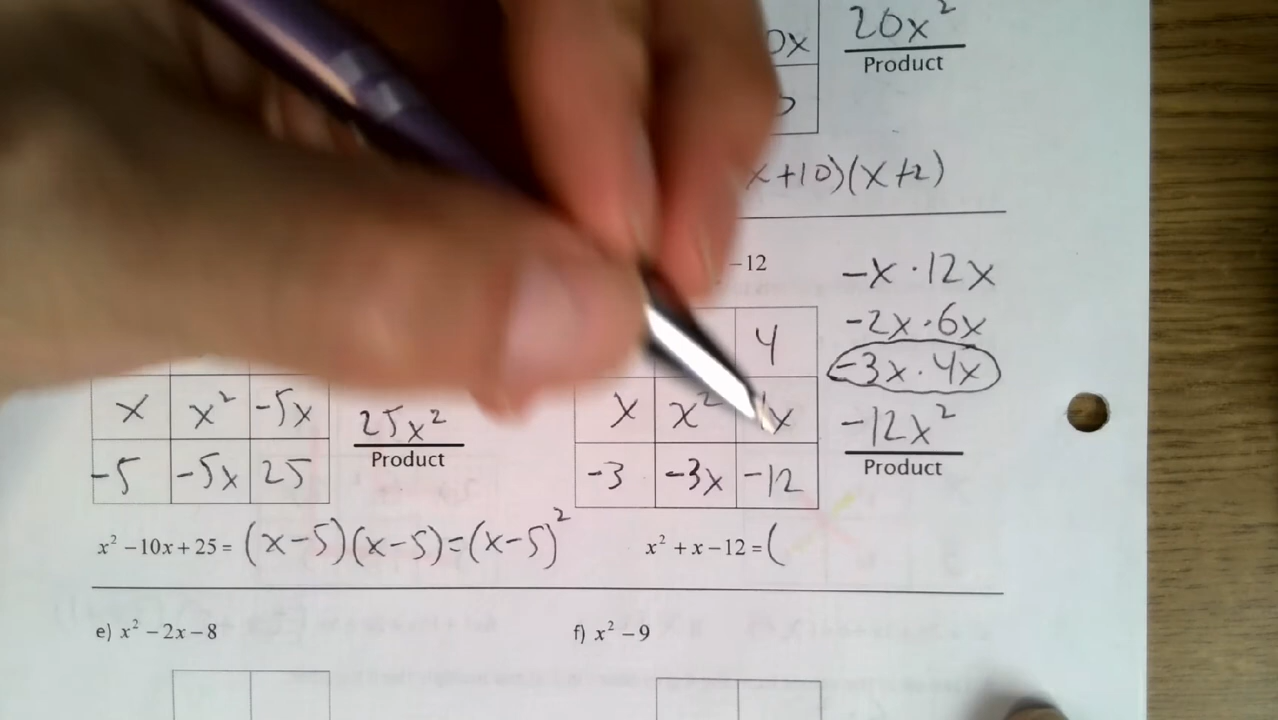 20x²
Product
x+10)(x+2)
-12
-x · 12x
-2x · 6x
-3x · 4x
-12x²
Product
4
x x² -5x
-5 -5x 25
25x²
Product
x x²
-3 -3x -12
x² - 10x + 25 = (x-5)(x-5) = (x-5)²
x² + x - 12 = (
e) x² - 2x - 8
f) x² - 9